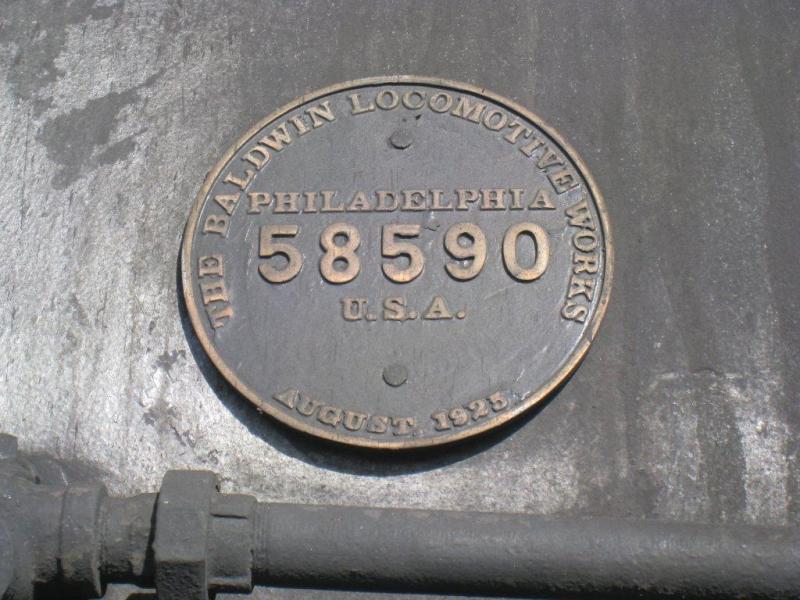 THE BALDWIN LOCOMOTIVE WORKS
PHILADELPHIA
58590
U.S.A.
AUGUST, 1925